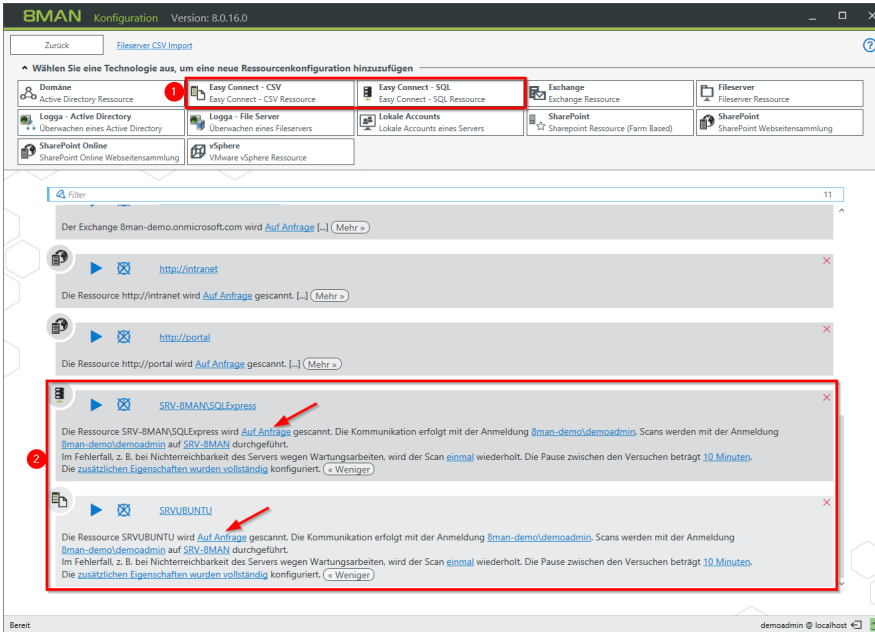 8MAN Konfiguration Version: 8.0.16.0
Zurück Fileserver CSV Import
Wählen Sie eine Technologie aus, um eine neue Ressourcenkonfiguration hinzuzufügen
1
Domäne
Active Directory Ressource
Easy Connect - CSV
Easy Connect - CSV Ressource
Easy Connect - SQL
Easy Connect - SQL Ressource
Exchange
Exchange Ressource
Fileserver
Fileserver Ressource
Logga - Active Directory
Überwachen eines Active Directory
Logga - File Server
Überwachen eines Fileservers
Lokale Accounts
Lokale Accounts eines Servers
SharePoint
Sharepoint Ressource (Farm Based)
SharePoint
SharePoint Webseitensammlung
SharePoint Online
SharePoint Online Webseitensammlung
vSphere
VMware vSphere Ressource
Filter 11
Der Exchange 8man-demo.onmicrosoft.com wird Auf Anfrage [...] Mehr »
http://intranet
Die Ressource http://intranet wird Auf Anfrage gescannt. [...] Mehr »
http://portal
Die Ressource http://portal wird Auf Anfrage gescannt. [...] Mehr »
2
SRV-8MAN\SQLExpress
Die Ressource SRV-8MAN\SQLExpress wird Auf Anfrage gescannt. Die Kommunikation erfolgt mit der Anmeldung 8man-demo\demoadmin. Scans werden mit der Anmeldung
8man-demo\demoadmin auf SRV-8MAN durchgeführt.
Im Fehlerfall, z. B. bei Nichterreichbarkeit des Servers wegen Wartungsarbeiten, wird der Scan einmal wiederholt. Die Pause zwischen den Versuchen beträgt 10 Minuten.
Die zusätzlichen Eigenschaften wurden vollständig konfiguriert. « Weniger
SRVUBUNTU
Die Ressource SRVUBUNTU wird Auf Anfrage gescannt. Die Kommunikation erfolgt mit der Anmeldung 8man-demo\demoadmin. Scans werden mit der Anmeldung
8man-demo\demoadmin auf SRV-8MAN durchgeführt.
Im Fehlerfall, z. B. bei Nichterreichbarkeit des Servers wegen Wartungsarbeiten, wird der Scan einmal wiederholt. Die Pause zwischen den Versuchen beträgt 10 Minuten.
Die zusätzlichen Eigenschaften wurden vollständig konfiguriert. « Weniger
Bereit demoadmin @ localhost